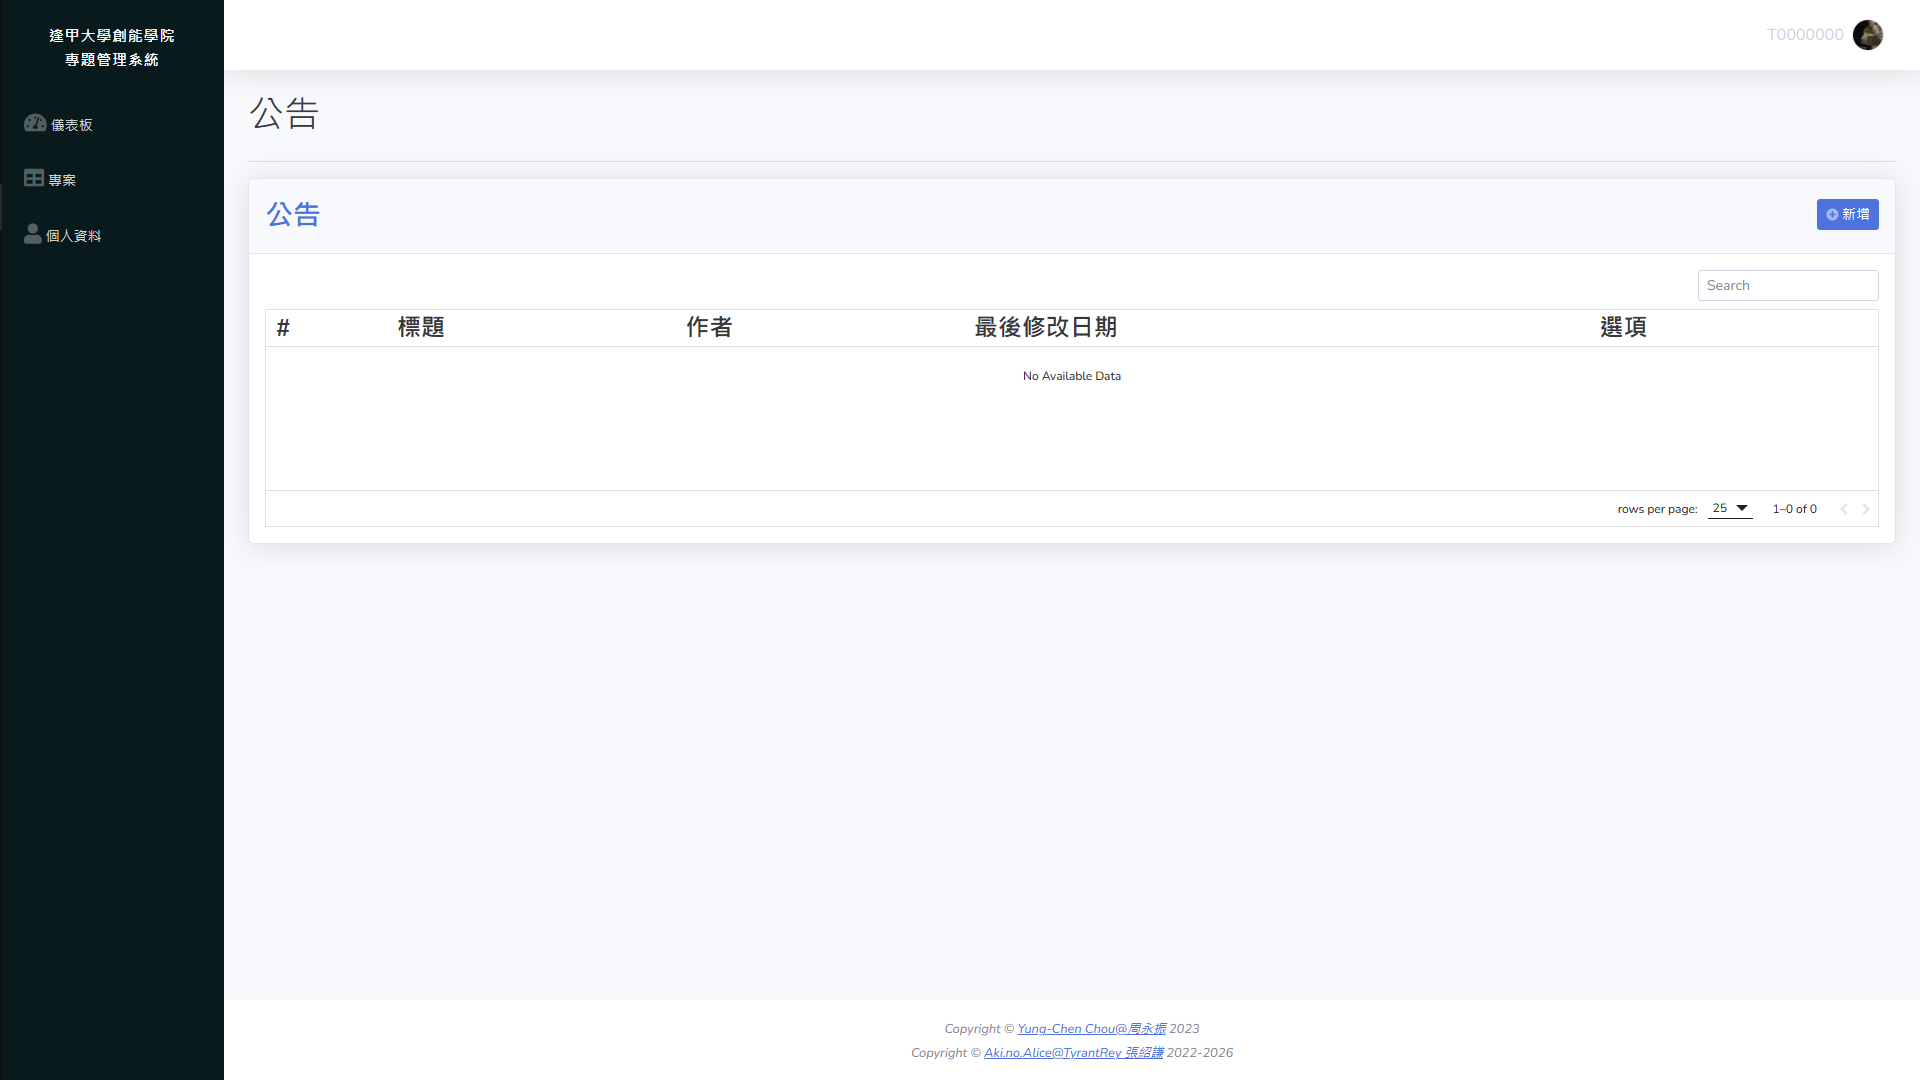 逢甲大學創能學院
專題管理系統
儀表板
專案
個人資料
T0000000
公告
公告
新增
Search
# 標題 作者 最後修改日期 選項
No Available Data
rows per page: 25 1–0 of 0
Copyright © Yung-Chen Chou@周永振 2023
Copyright © Aki.no.Alice@TyrantRey 張紹謙 2022-2026